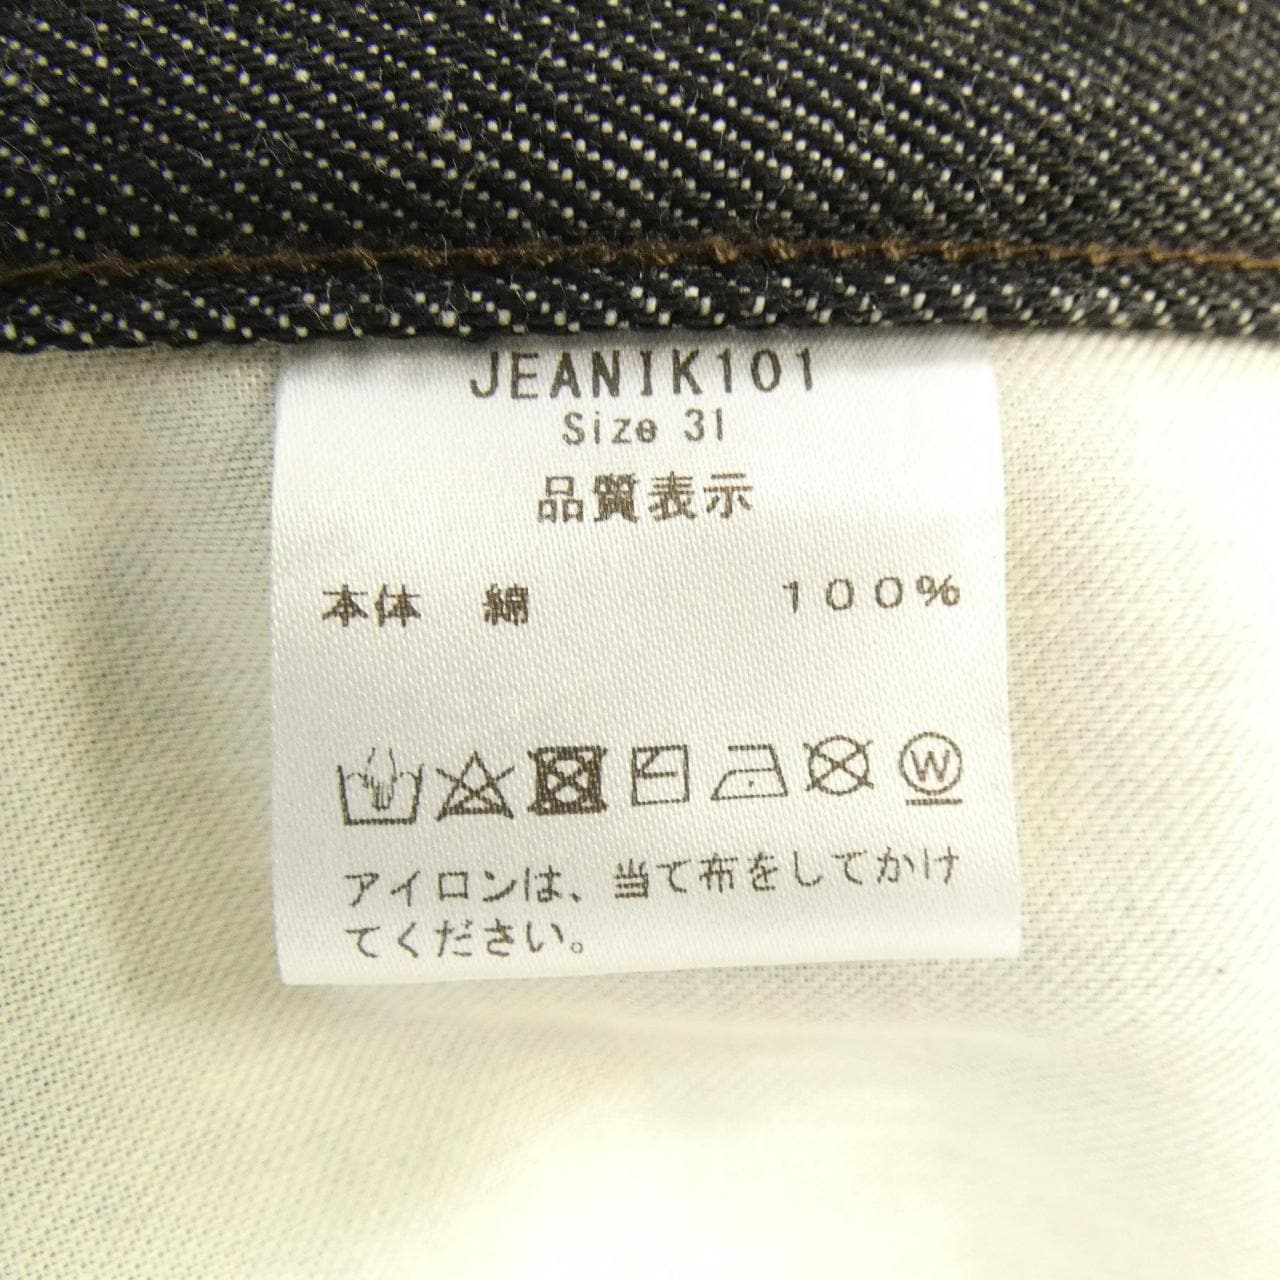 JEANIK101
Size 31
品質表示
本体 綿 100%
W
アイロンは、当て布をしてかけ
てください。